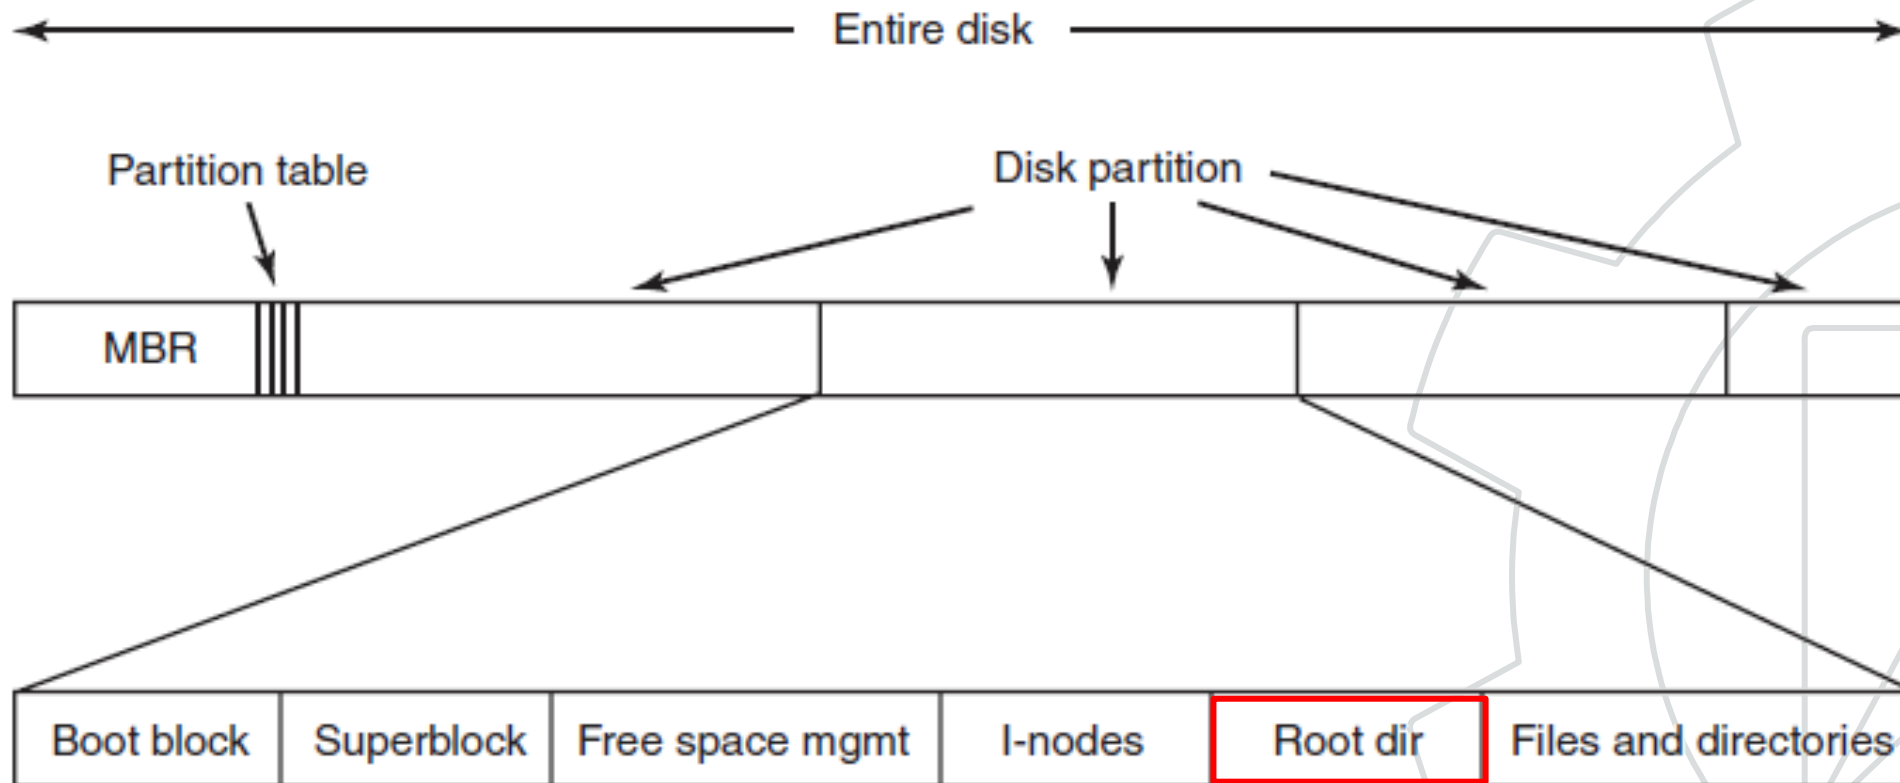 Entire disk
Partition table
Disk partition
MBR
Boot block
Superblock
Free space mgmt
I-nodes
Root dir
Files and directories